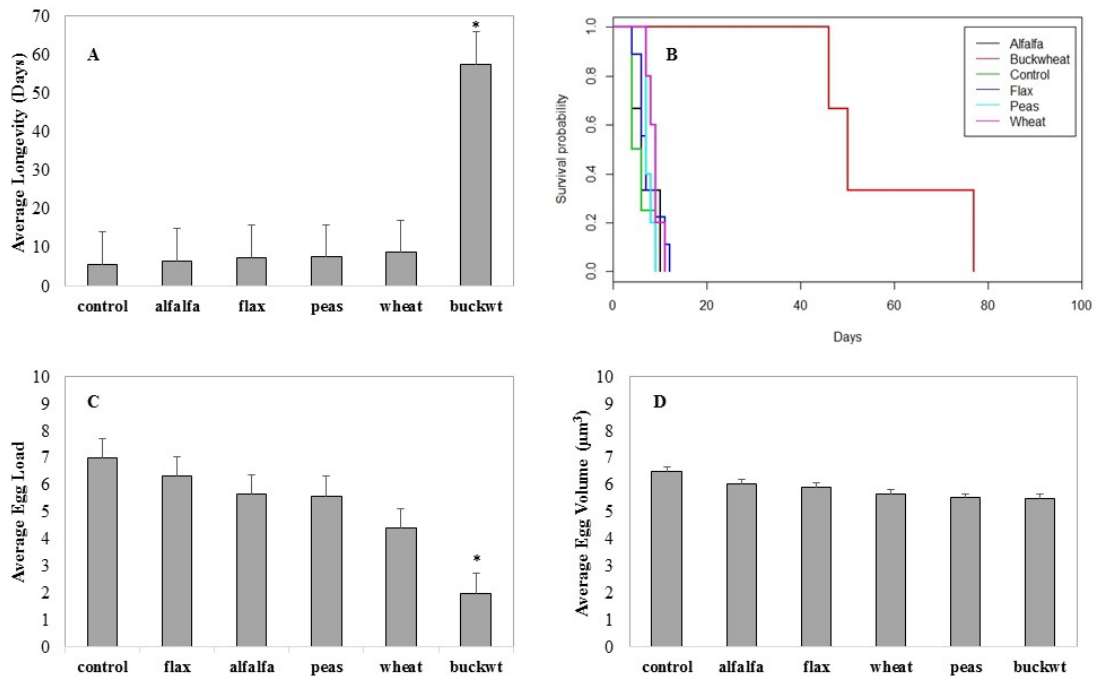 A
Average Longevity (Days)
70
60
50
40
30
20
10
0
*
control alfalfa flax peas wheat buckwt
B
Survival probability
1.0
0.8
0.6
0.4
0.2
0.0
Alfalfa
Buckwheat
Control
Flax
Peas
Wheat
0 20 40 60 80 100
Days
C
Average Egg Load
10
9
8
7
6
5
4
3
2
1
0
*
control flax alfalfa peas wheat buckwt
D
Average Egg Volume (µm³)
10
9
8
7
6
5
4
3
2
1
0
control alfalfa flax wheat peas buckwt